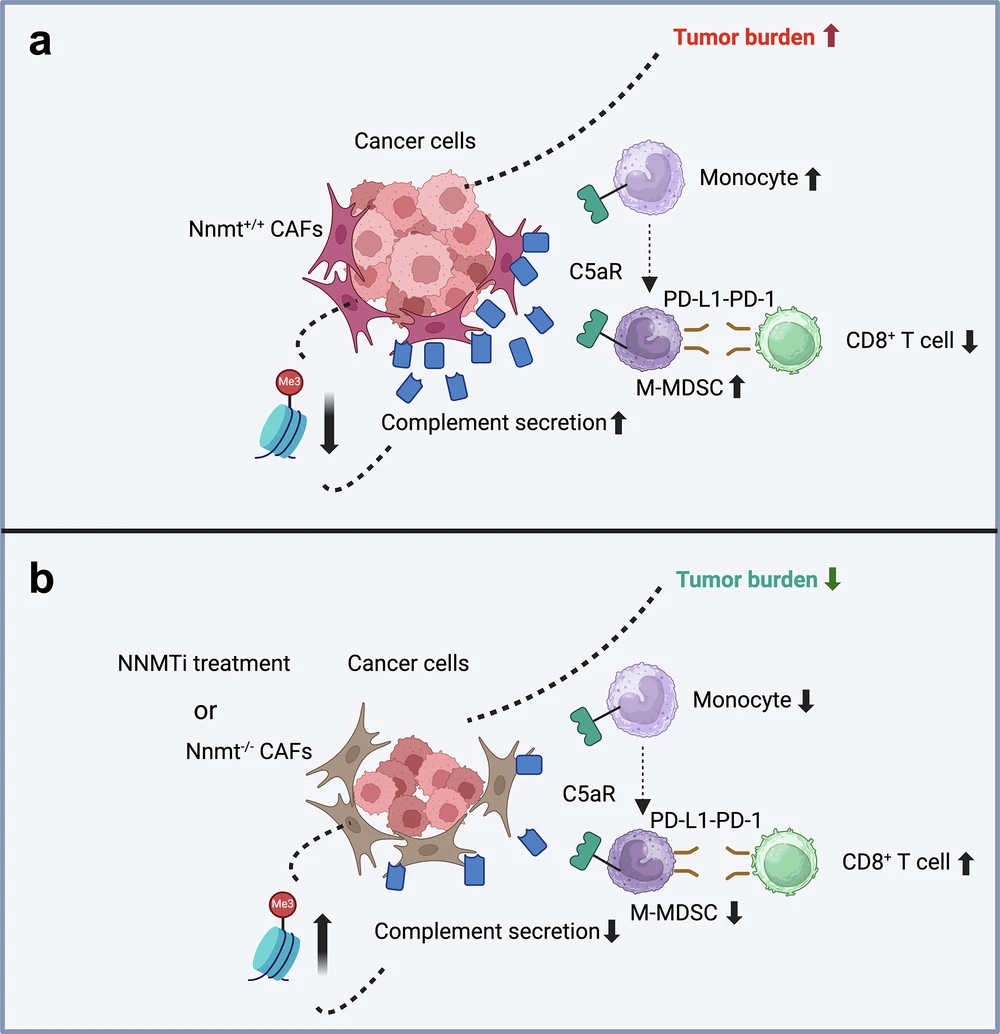 a
Tumor burden
Cancer cells
Monocyte
Nnmt+/+ CAFs
C5aR
PD-L1-PD-1
CD8+ T cell
M-MDSC
Me3
Complement secretion
b
Tumor burden
NNMTi treatment
Cancer cells
or
Monocyte
Nnmt-/- CAFs
C5aR
PD-L1-PD-1
CD8+ T cell
Me3
M-MDSC
Complement secretion